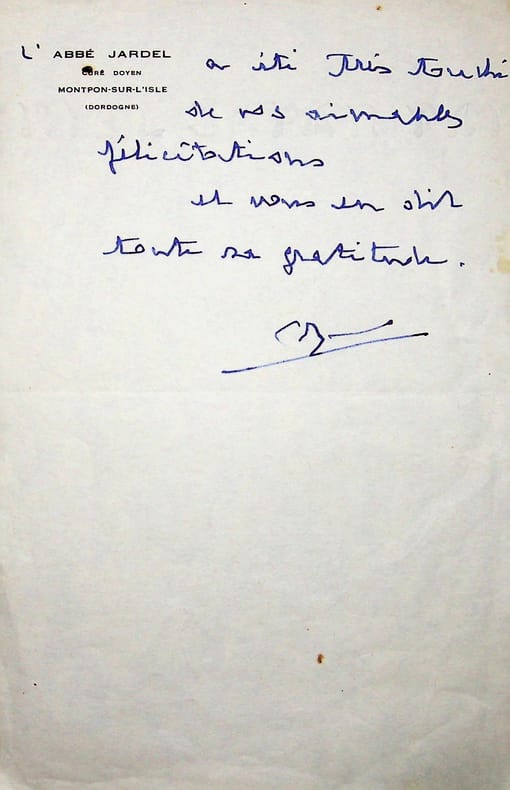 L' ABBÉ JARDEL
CURÉ DOYEN
MONTPON-SUR-L'ISLE
(DORDOGNE)
a été très touché
de vos aimables
félicitations
et vous en doit
toute sa gratitude.